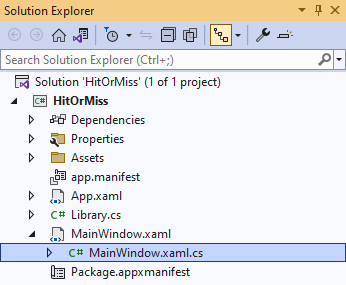 Solution Explorer
Search Solution Explorer (Ctrl+;)
Solution 'HitOrMiss' (1 of 1 project)
HitOrMiss
Dependencies
Properties
Assets
app.manifest
App.xaml
Library.cs
MainWindow.xaml
MainWindow.xaml.cs
Package.appxmanifest